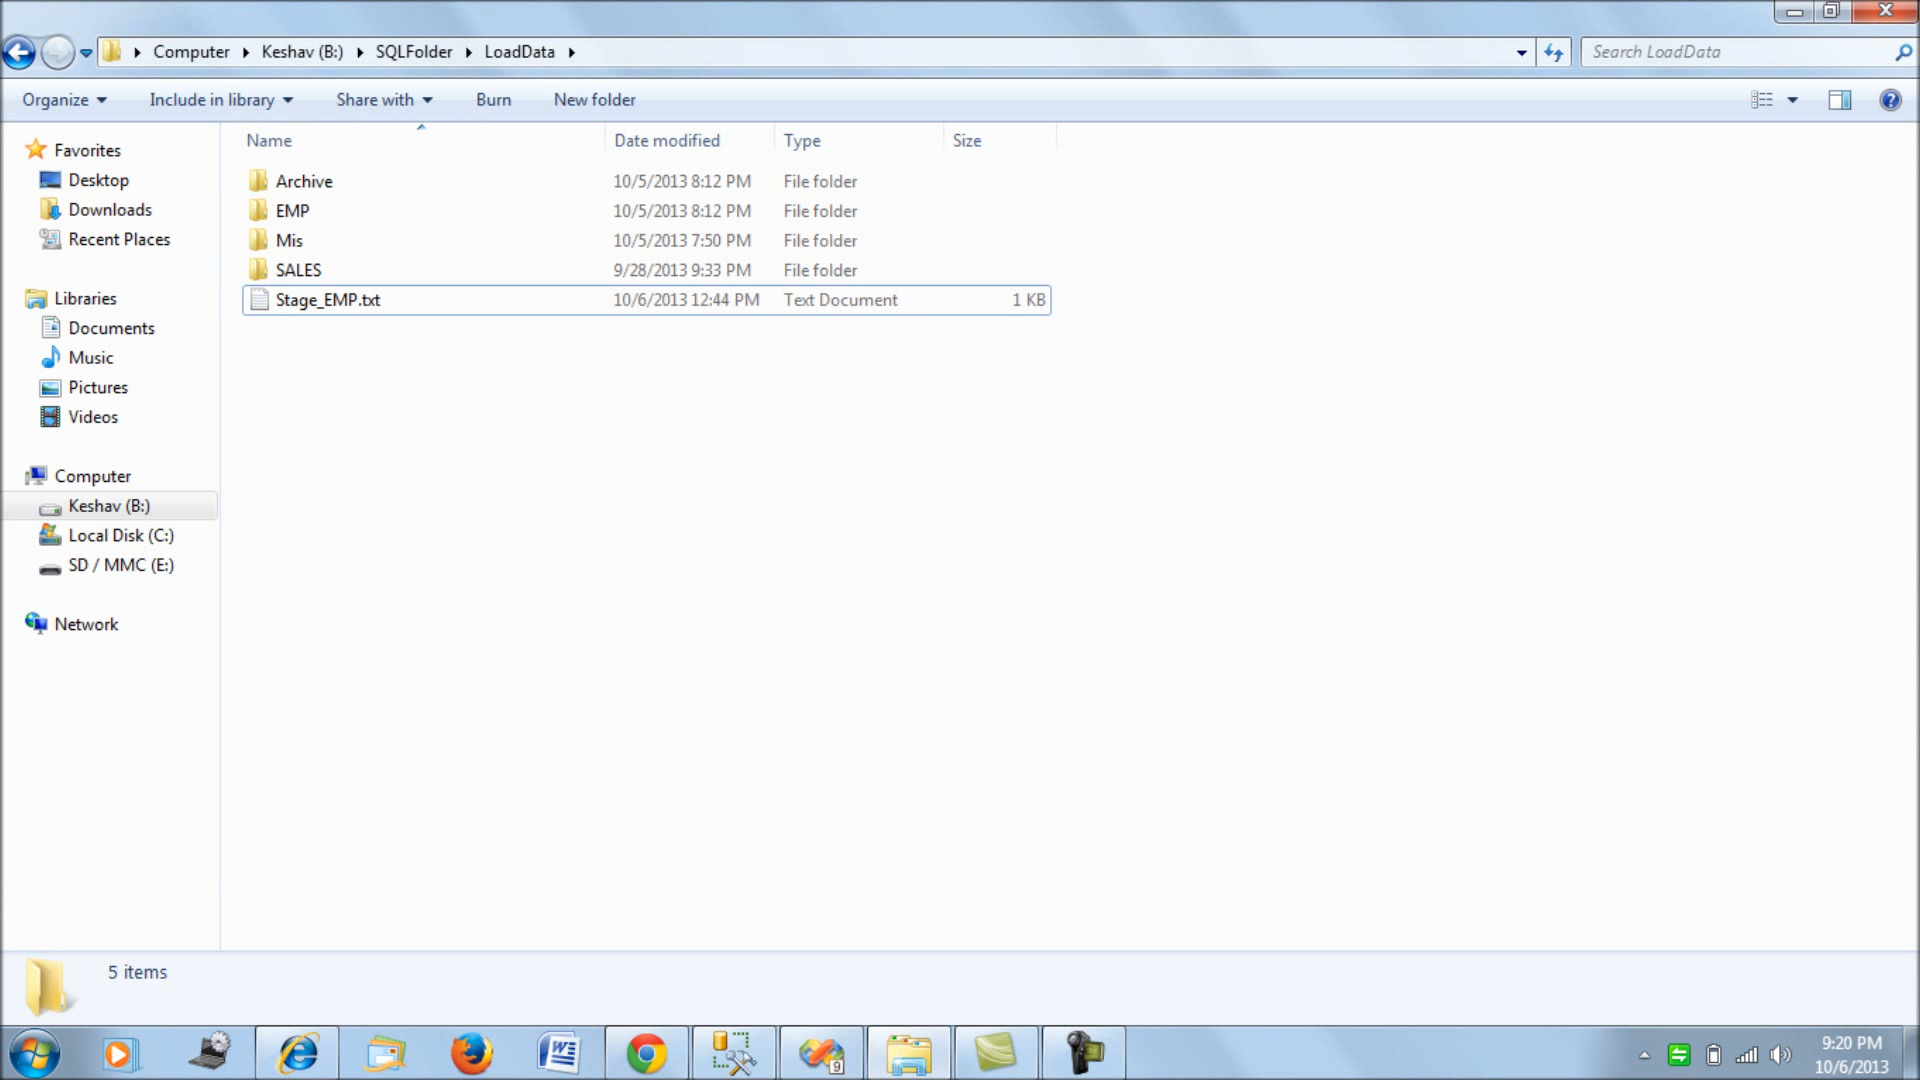 Computer Keshav (B:) SQLFolder LoadData
Search LoadData
Organize Include in library Share with Burn New folder
Name Date modified Type Size
Favorites
Desktop
Downloads
Recent Places
Libraries
Documents
Music
Pictures
Videos
Computer
Keshav (B:)
Local Disk (C:)
SD / MMC (E:)
Network
Archive 10/5/2013 8:12 PM File folder
EMP 10/5/2013 8:12 PM File folder
Mis 10/5/2013 7:50 PM File folder
SALES 9/28/2013 9:33 PM File folder
Stage_EMP.txt 10/6/2013 12:44 PM Text Document 1 KB
5 items
9
9:20 PM
10/6/2013